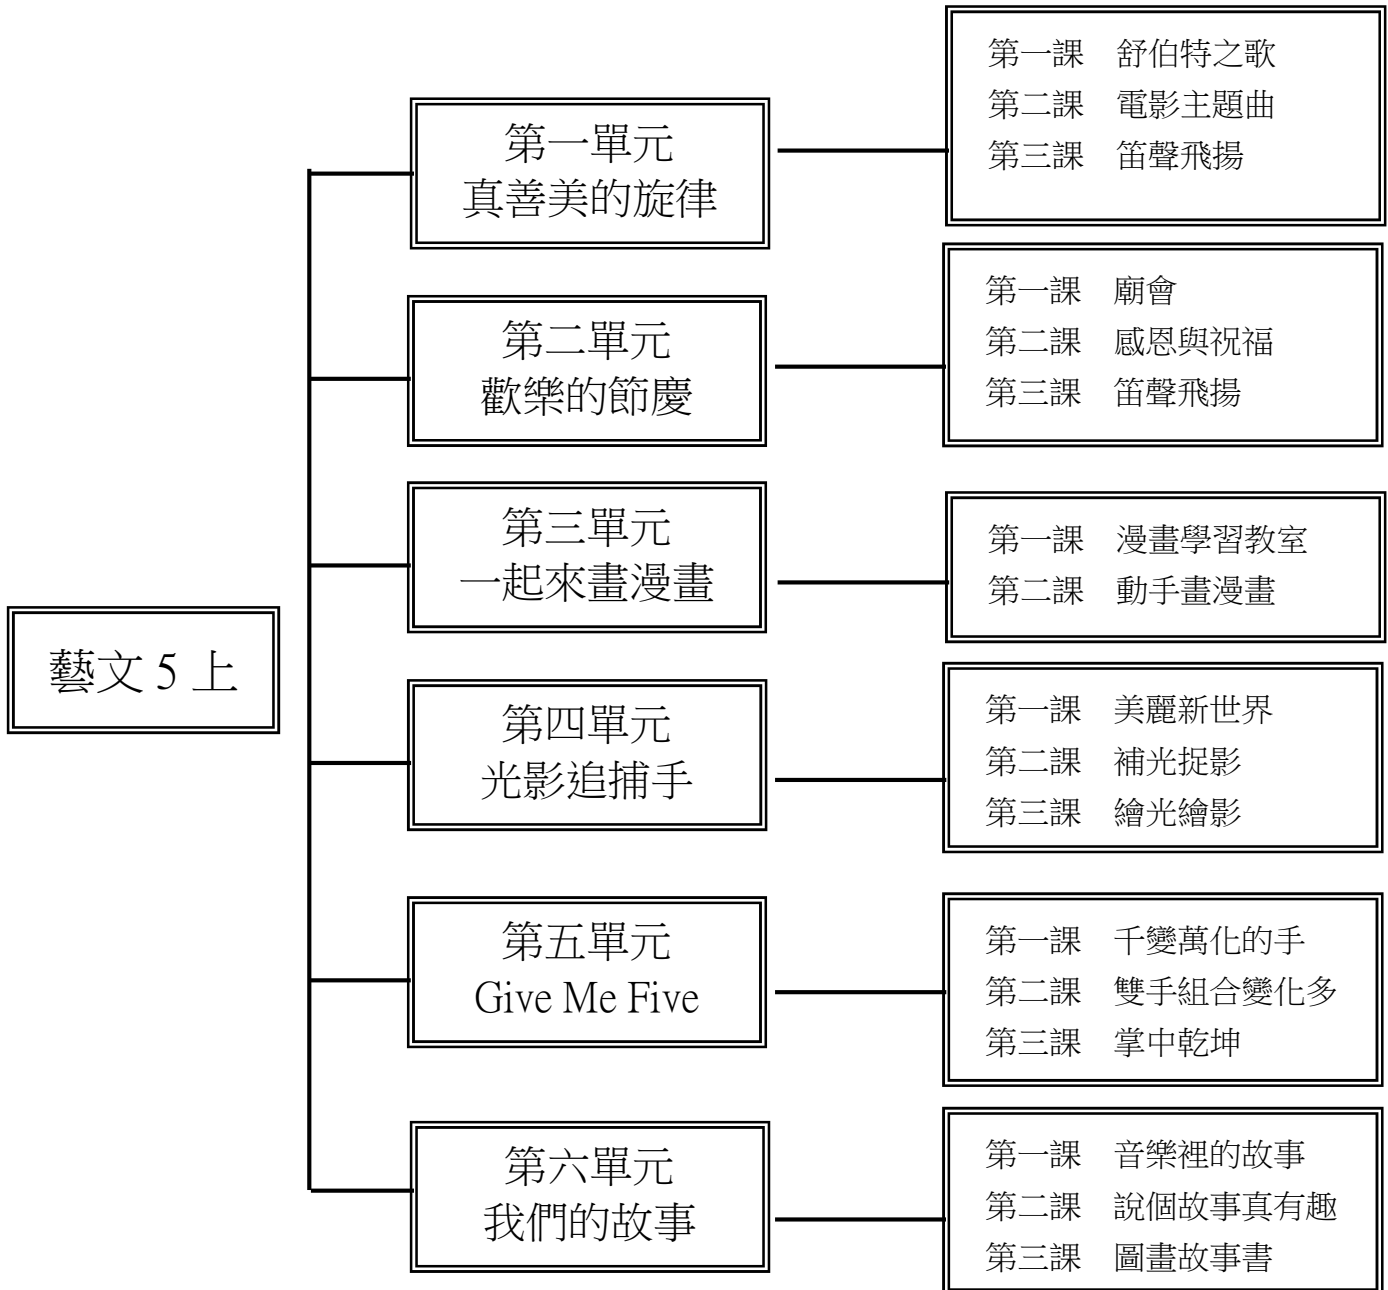 藝文 5 上
第一單元
真善美的旋律
第一課　舒伯特之歌
第二課　電影主題曲
第三課　笛聲飛揚
第二單元
歡樂的節慶
第一課　廟會
第二課　感恩與祝福
第三課　笛聲飛揚
第三單元
一起來畫漫畫
第一課　漫畫學習教室
第二課　動手畫漫畫
第四單元
光影追捕手
第一課　美麗新世界
第二課　補光捉影
第三課　繪光繪影
第五單元
Give Me Five
第一課　千變萬化的手
第二課　雙手組合變化多
第三課　掌中乾坤
第六單元
我們的故事
第一課　音樂裡的故事
第二課　說個故事真有趣
第三課　圖畫故事書